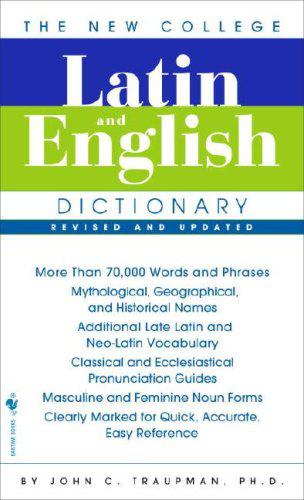 THE NEW COLLEGE
Latin
and
English
DICTIONARY
REVISED AND UPDATED
More Than 70,000 Words and Phrases
Mythological, Geographical,
and Historical Names
Additional Late Latin and
Neo-Latin Vocabulary
Classical and Ecclesiastical
Pronunciation Guides
Masculine and Feminine Noun Forms
Clearly Marked for Quick, Accurate,
Easy Reference
BANTAM BOOKS
BY JOHN C. TRAUPMAN, PH.D.